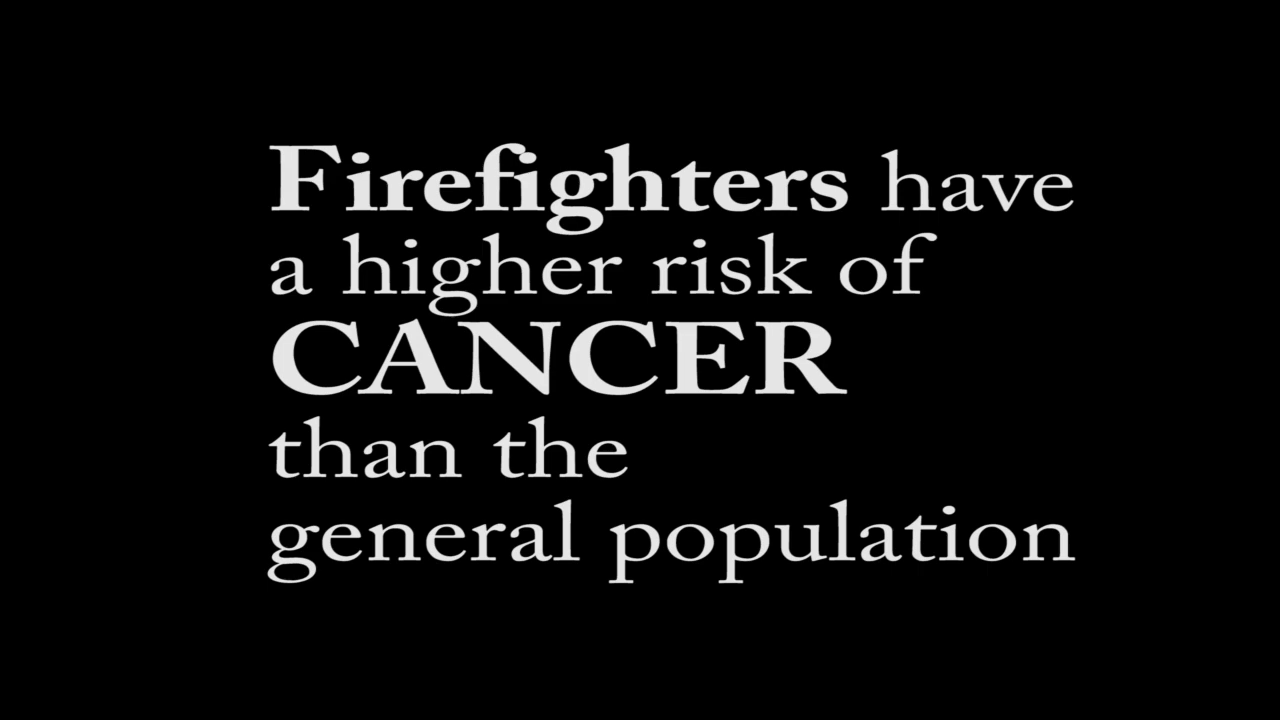 Firefighters have
a higher risk of
CANCER
than the
general population